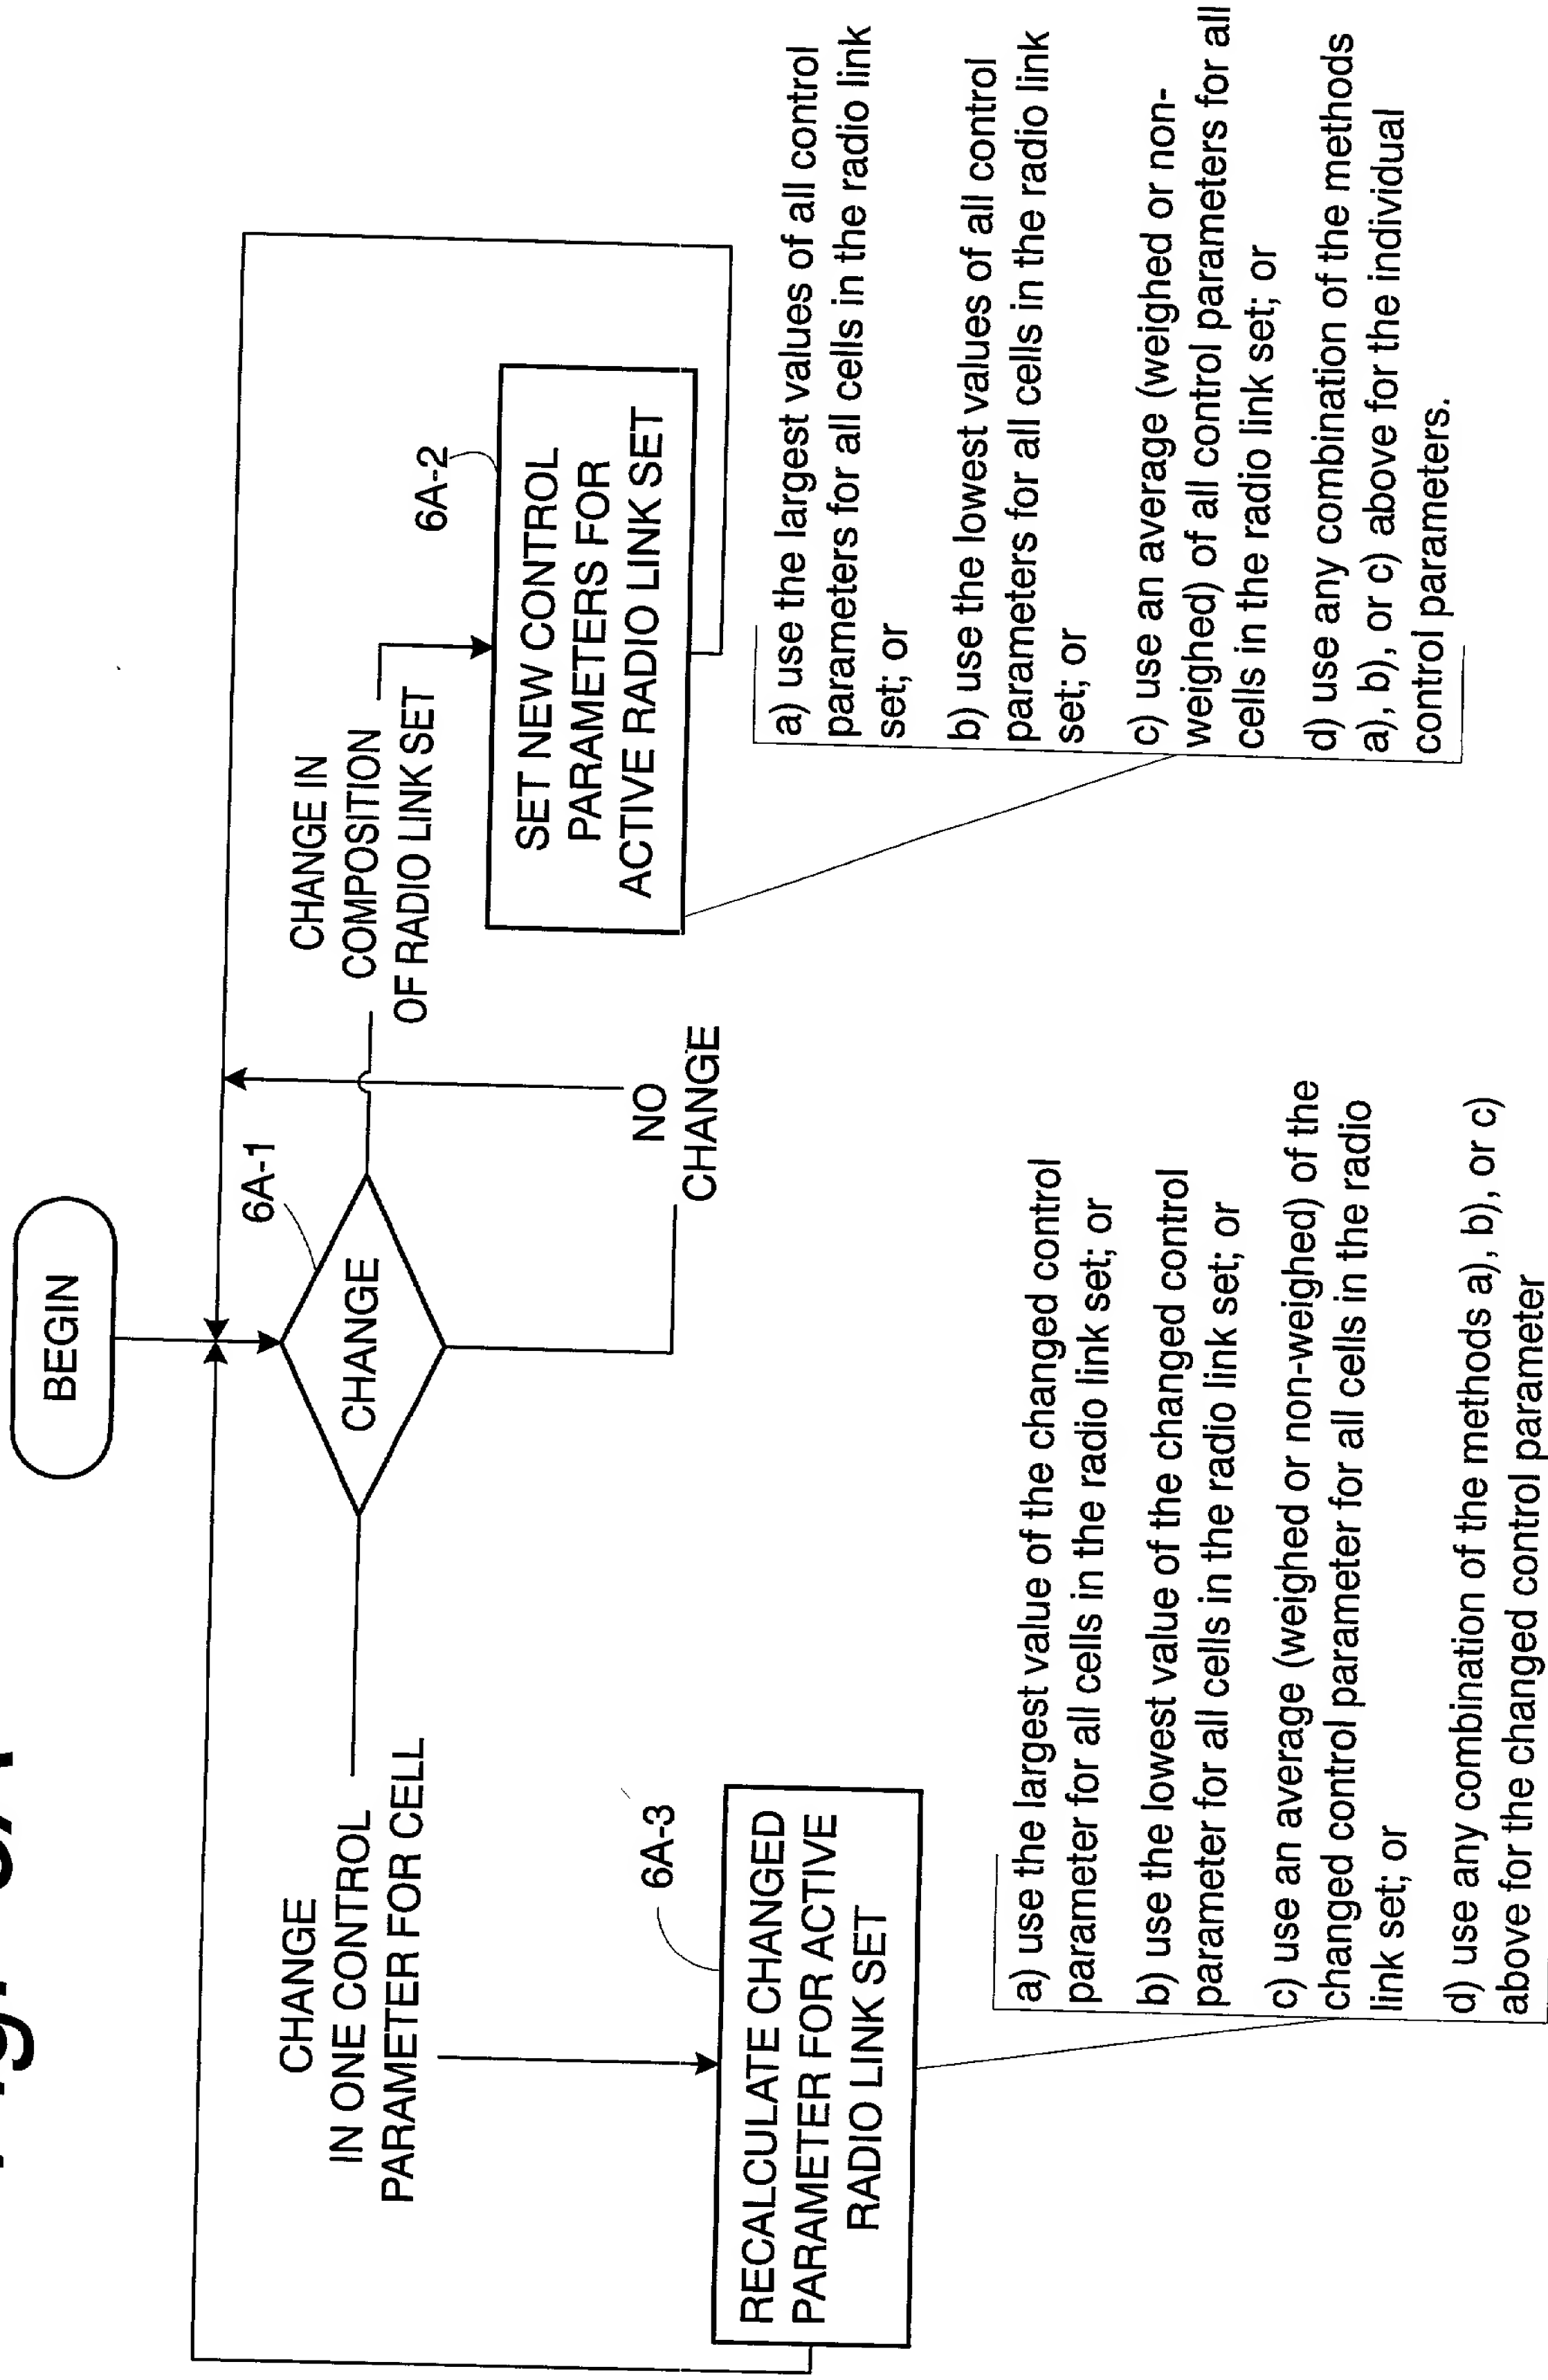 BEGIN
6A-1
CHANGE
CHANGE
IN ONE CONTROL
PARAMETER FOR CELL
NO
CHANGE
CHANGE IN
COMPOSITION
OF RADIO LINK SET
6A-3
RECALCULATE CHANGED
PARAMETER FOR ACTIVE
RADIO LINK SET
6A-2
SET NEW CONTROL
PARAMETERS FOR
ACTIVE RADIO LINK SET
a) use the largest value of the changed control
parameter for all cells in the radio link set; or
b) use the lowest value of the changed control
parameter for all cells in the radio link set; or
c) use an average (weighed or non-weighed) of the
changed control parameter for all cells in the radio
link set; or
d) use any combination of the methods a), b), or c)
above for the changed control parameter
a) use the largest values of all control
parameters for all cells in the radio link
set; or
b) use the lowest values of all control
parameters for all cells in the radio link
set; or
c) use an average (weighed or non-
weighed) of all control parameters for all
cells in the radio link set; or
d) use any combination of the methods
a), b), or c) above for the individual
control parameters.